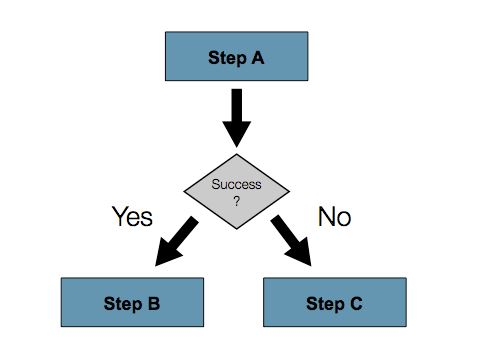 Step A
Success
?
Yes
No
Step B
Step C